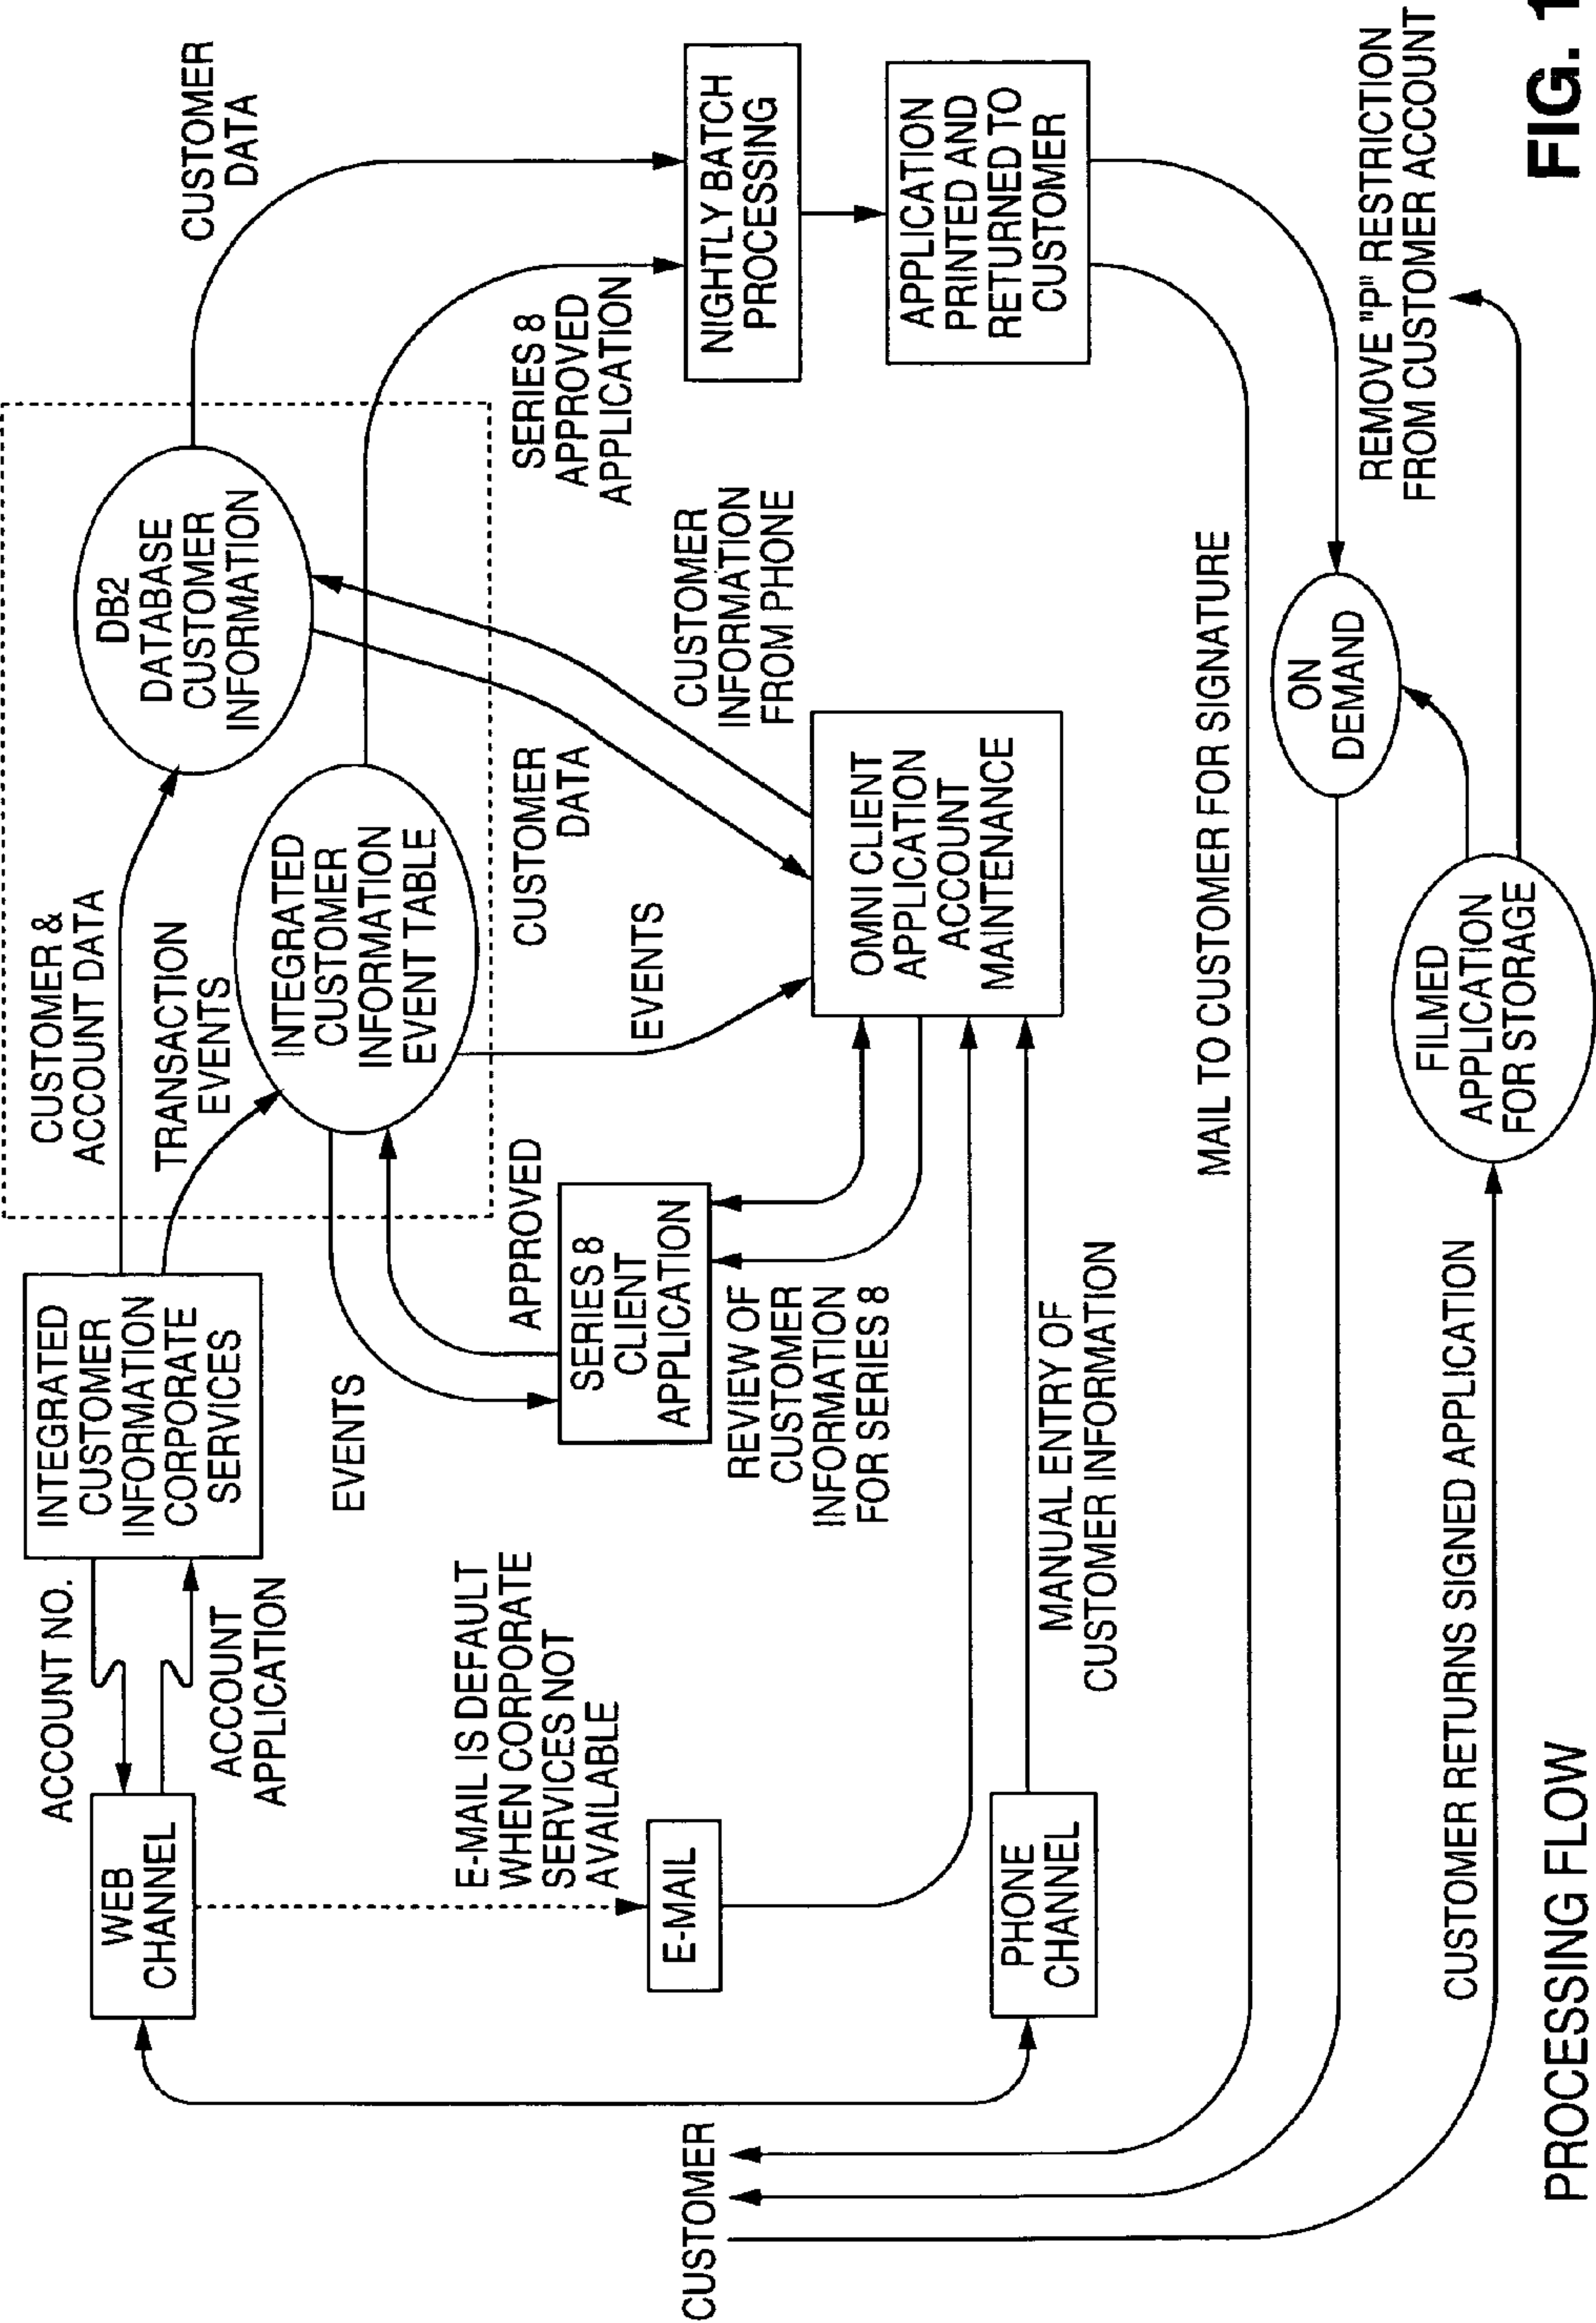 CUSTOMER &
ACCOUNT DATA
TRANSACTION
EVENTS
DB2
DATABASE
CUSTOMER
INFORMATION
CUSTOMER
DATA
INTEGRATED
CUSTOMER
INFORMATION
CORPORATE
SERVICES
INTEGRATED
CUSTOMER
INFORMATION
EVENT TABLE
ACCOUNT NO.
ACCOUNT
APPLICATION
WEB
CHANNEL
EVENTS
APPROVED
EVENTS
CUSTOMER
DATA
SERIES 8
APPROVED
APPLICATION
E-MAIL IS DEFAULT
WHEN CORPORATE
SERVICES NOT
AVAILABLE
SERIES 8
CLIENT
APPLICATION
CUSTOMER
INFORMATION
FROM PHONE
NIGHTLY BATCH
PROCESSING
CUSTOMER
E-MAIL
REVIEW OF
CUSTOMER
INFORMATION
FOR SERIES 8
OMNI CLIENT
APPLICATION
ACCOUNT
MAINTENANCE
APPLICATION
PRINTED AND
RETURNED TO
CUSTOMER
PHONE
CHANNEL
MANUAL ENTRY OF
CUSTOMER INFORMATION
MAIL TO CUSTOMER FOR SIGNATURE
ON
DEMAND
REMOVE "P" RESTRICTION
FROM CUSTOMER ACCOUNT
CUSTOMER RETURNS SIGNED APPLICATION
FILMED
APPLICATION
FOR STORAGE
PROCESSING FLOW
FIG. 1